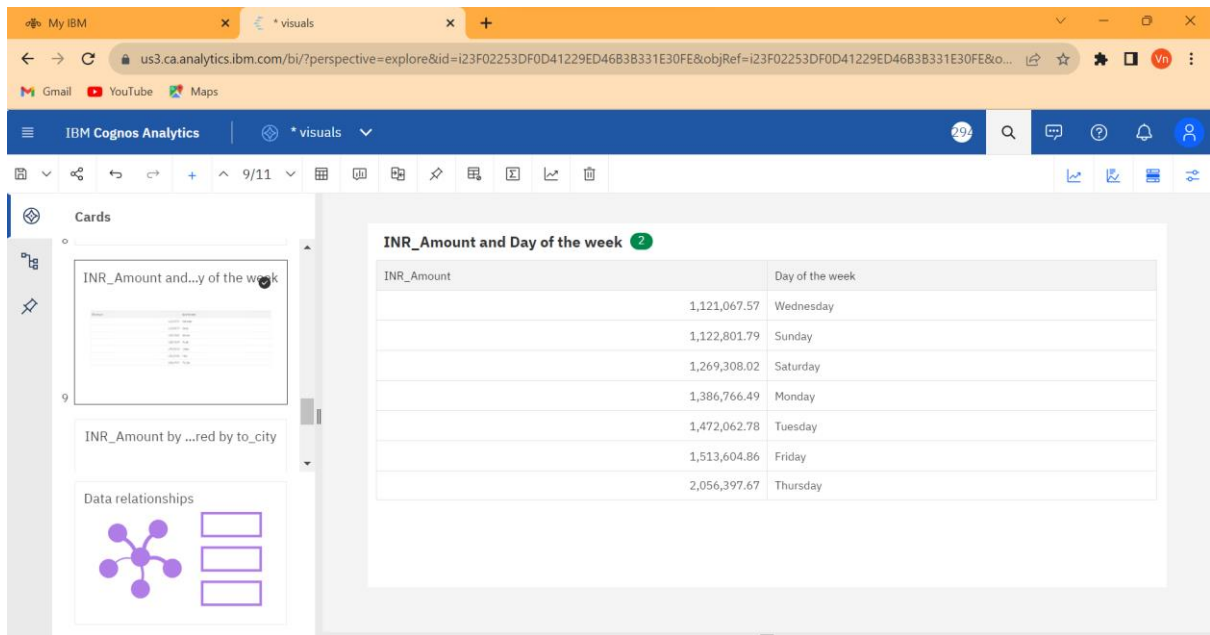 My IBM
* visuals
us3.ca.analytics.ibm.com/bi/?perspective=explore&id=i23F02253DF0D41229ED46B3B331E30FE&objRef=i23F02253DF0D41229ED46B3B331E30FE&o...
Vn
Gmail YouTube Maps
IBM Cognos Analytics * visuals 294
9/11
Cards
INR_Amount and Day of the week 2
INR_Amount Day of the week
1,121,067.57 Wednesday
1,122,801.79 Sunday
1,269,308.02 Saturday
1,386,766.49 Monday
1,472,062.78 Tuesday
1,513,604.86 Friday
2,056,397.67 Thursday
INR_Amount and...y of the week
9
INR_Amount by ...red by to_city
Data relationships